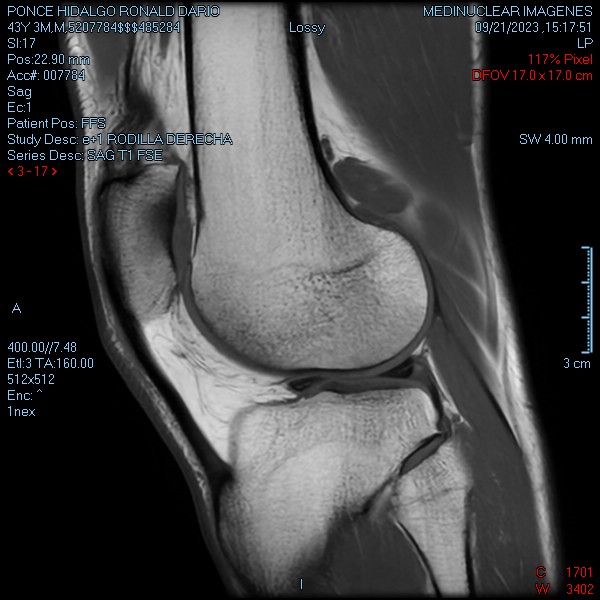 PONCE HIDALGO RONALD DARIO
43Y 3M,M,5207784$$$485284
Sl:17
Pos:22.90 mm
Acc#: 007784
Sag
Ec:1
Patient Pos: FFS
Study Desc: e+1 RODILLA DERECHA
Series Desc: SAG T1 FSE
< 3 - 17 >
Lossy
MEDINUCLEAR IMAGENES
09/21/2023 ,15:17:51
LP
117% Pixel
DFOV 17.0 x 17.0 cm
SW 4.00 mm
A
3 cm
400.00//7.48
Etl:3 TA:160.00
512x512
Enc: ^
1nex
I
C 1701
W 3402